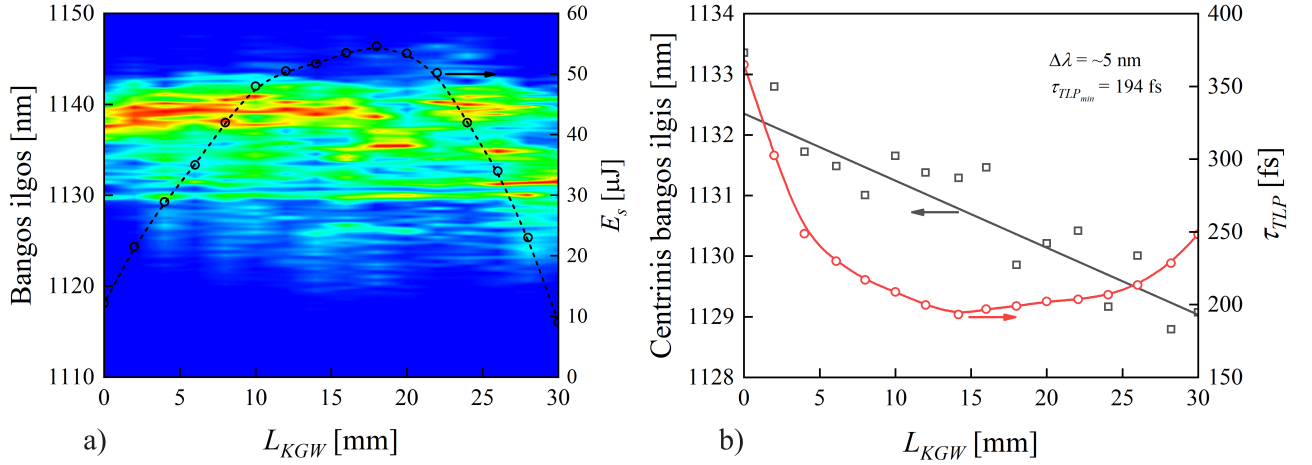 1150
1140
1130
1120
1110
Bangos ilgos [nm]
60
50
40
30
20
10
0
E_s [μJ]
0 5 10 15 20 25 30
L_KGW [mm]
a)
1134
1133
1132
1131
1130
1129
1128
Centrinis bangos ilgis [nm]
Δλ = ~5 nm
τ_TLP_min = 194 fs
400
350
300
250
200
150
τ_TLP [fs]
0 5 10 15 20 25 30
L_KGW [mm]
b)